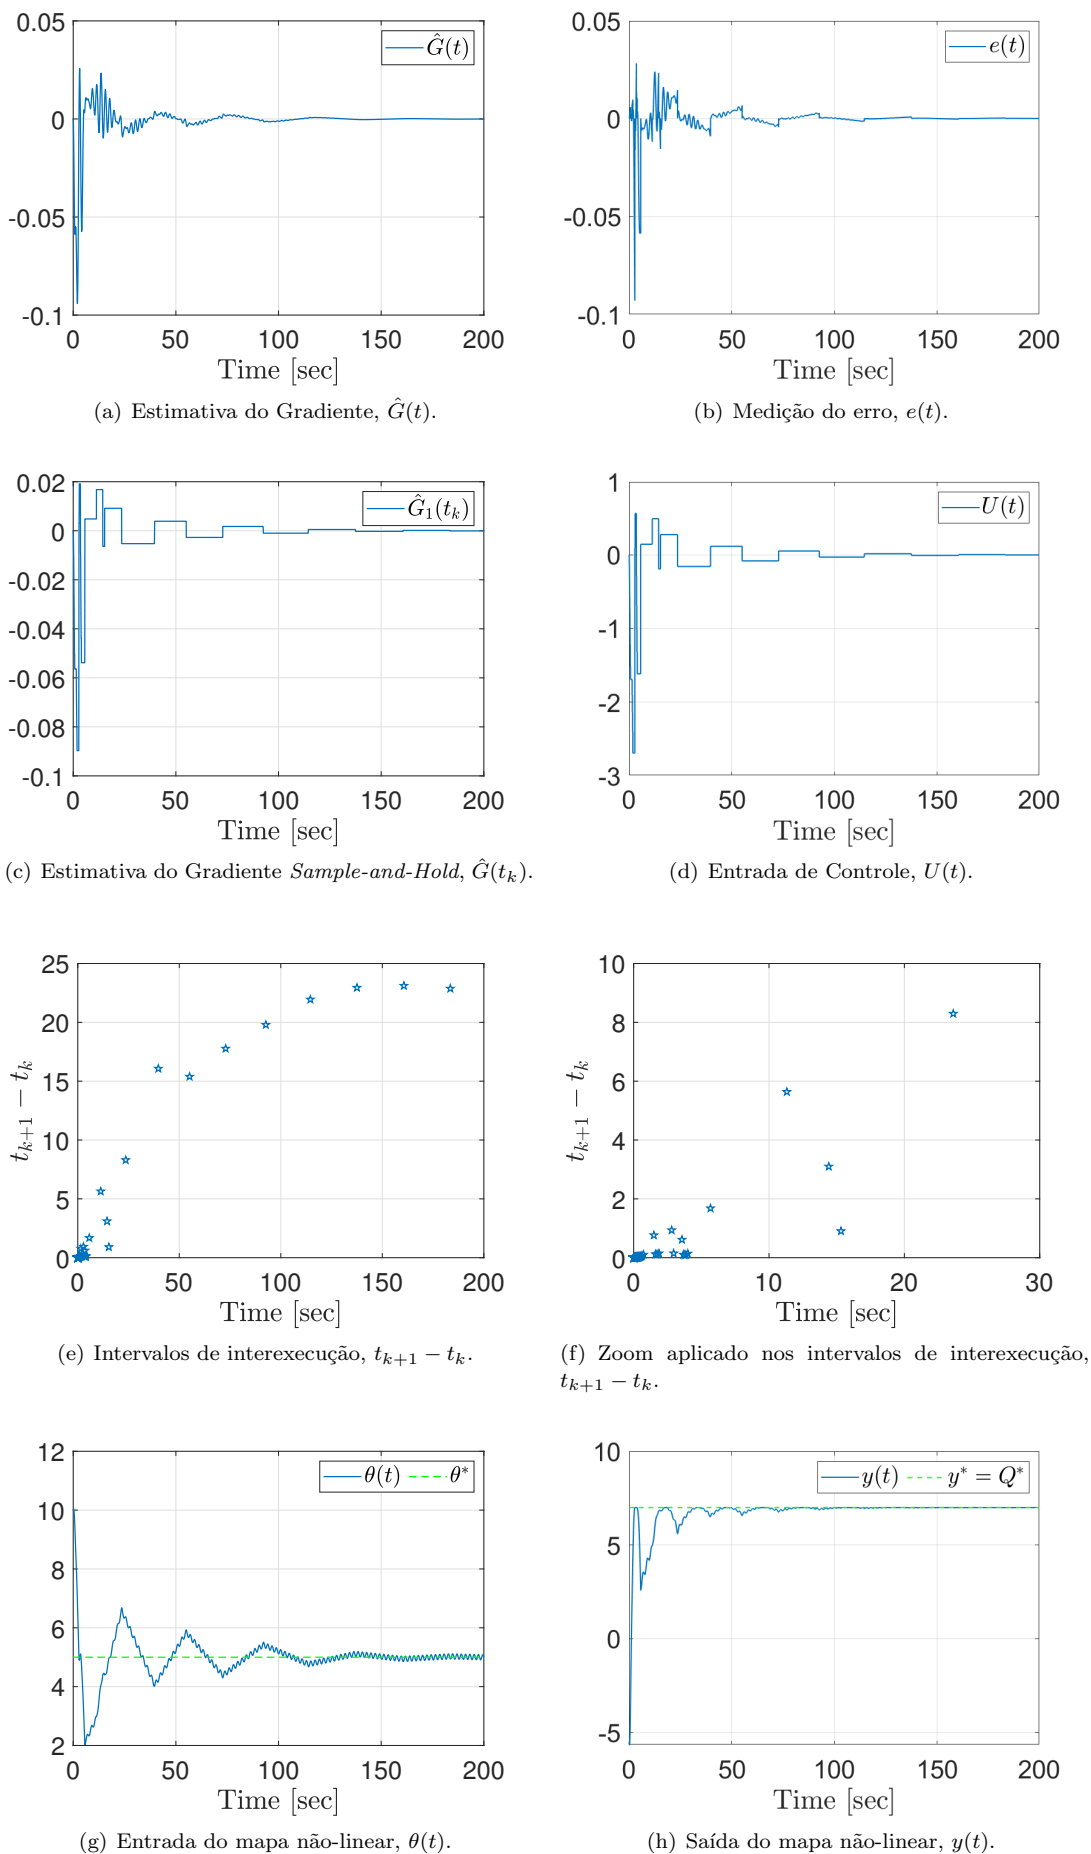 0.05
0
-0.05
-0.1
0 50 100 150 200
Time [sec]
Ĝ(t)
(a) Estimativa do Gradiente, Ĝ(t).
0.05
0
-0.05
-0.1
0 50 100 150 200
Time [sec]
e(t)
(b) Medição do erro, e(t).
0.02
0
-0.02
-0.04
-0.06
-0.08
-0.1
0 50 100 150 200
Time [sec]
Ĝ₁(tₖ)
(c) Estimativa do Gradiente Sample-and-Hold, Ĝ(tₖ).
1
0
-1
-2
-3
0 50 100 150 200
Time [sec]
U(t)
(d) Entrada de Controle, U(t).
25
20
15
10
5
0
tₖ₊₁ − tₖ
0 50 100 150 200
Time [sec]
(e) Intervalos de interexecução, tₖ₊₁ − tₖ.
10
8
6
4
2
0
tₖ₊₁ − tₖ
0 10 20 30
Time [sec]
(f) Zoom aplicado nos intervalos de interexecução,
tₖ₊₁ − tₖ.
12
10
8
6
4
2
0 50 100 150 200
Time [sec]
θ(t) θ*
(g) Entrada do mapa não-linear, θ(t).
10
5
0
-5
0 50 100 150 200
Time [sec]
y(t) y* = Q*
(h) Saída do mapa não-linear, y(t).